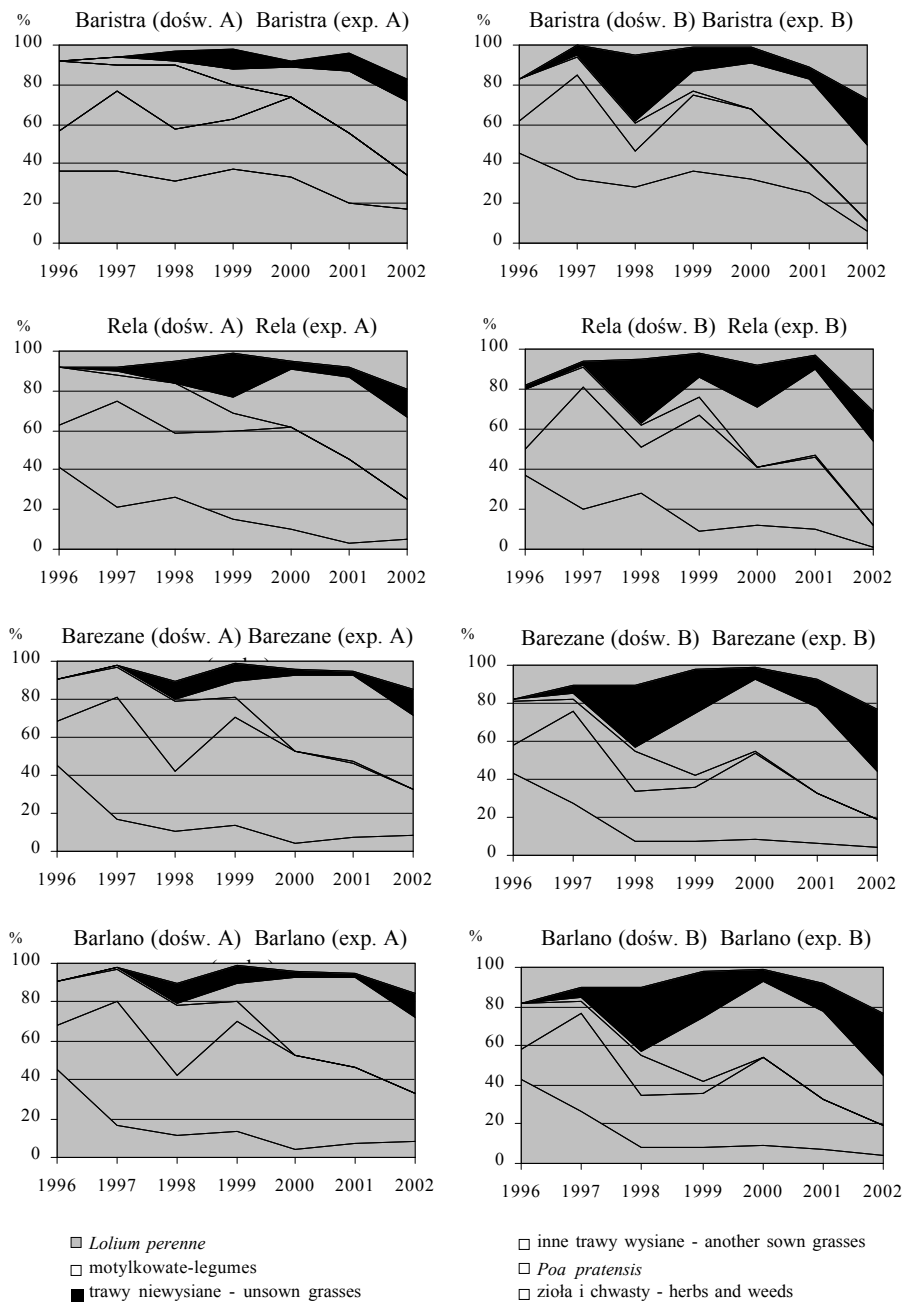 % Baristra (dośw. A) Baristra (exp. A)
100
80
60
40
20
0
1996 1997 1998 1999 2000 2001 2002
% Baristra (dośw. B) Baristra (exp. B)
100
80
60
40
20
0
1996 1997 1998 1999 2000 2001 2002
% Rela (dośw. A) Rela (exp. A)
100
80
60
40
20
0
1996 1997 1998 1999 2000 2001 2002
% Rela (dośw. B) Rela (exp. B)
100
80
60
40
20
0
1996 1997 1998 1999 2000 2001 2002
% Barezane (dośw. A) Barezane (exp. A)
100
80
60
40
20
0
1996 1997 1998 1999 2000 2001 2002
% Barezane (dośw. B) Barezane (exp. B)
100
80
60
40
20
0
1996 1997 1998 1999 2000 2001 2002
% Barlano (dośw. A) Barlano (exp. A)
100
80
60
40
20
0
1996 1997 1998 1999 2000 2001 2002
% Barlano (dośw. B) Barlano (exp. B)
100
80
60
40
20
0
1996 1997 1998 1999 2000 2001 2002
Lolium perenne
motylkowate-legumes
trawy niewysiane - unsown grasses
inne trawy wysiane - another sown grasses
Poa pratensis
zioła i chwasty - herbs and weeds